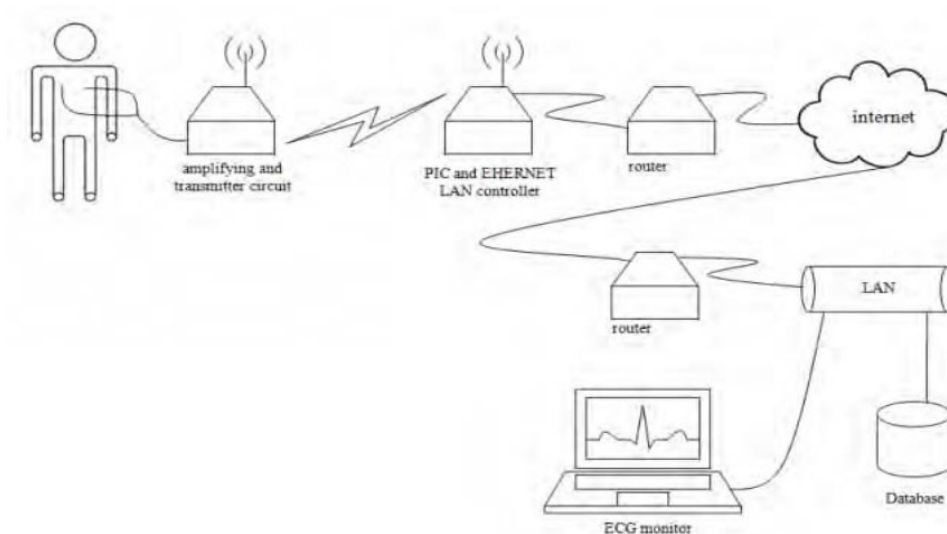 internet
amplifying and
transmitter circuit
PIC and EHERNET
LAN controller
router
LAN
router
Database
ECG monitor